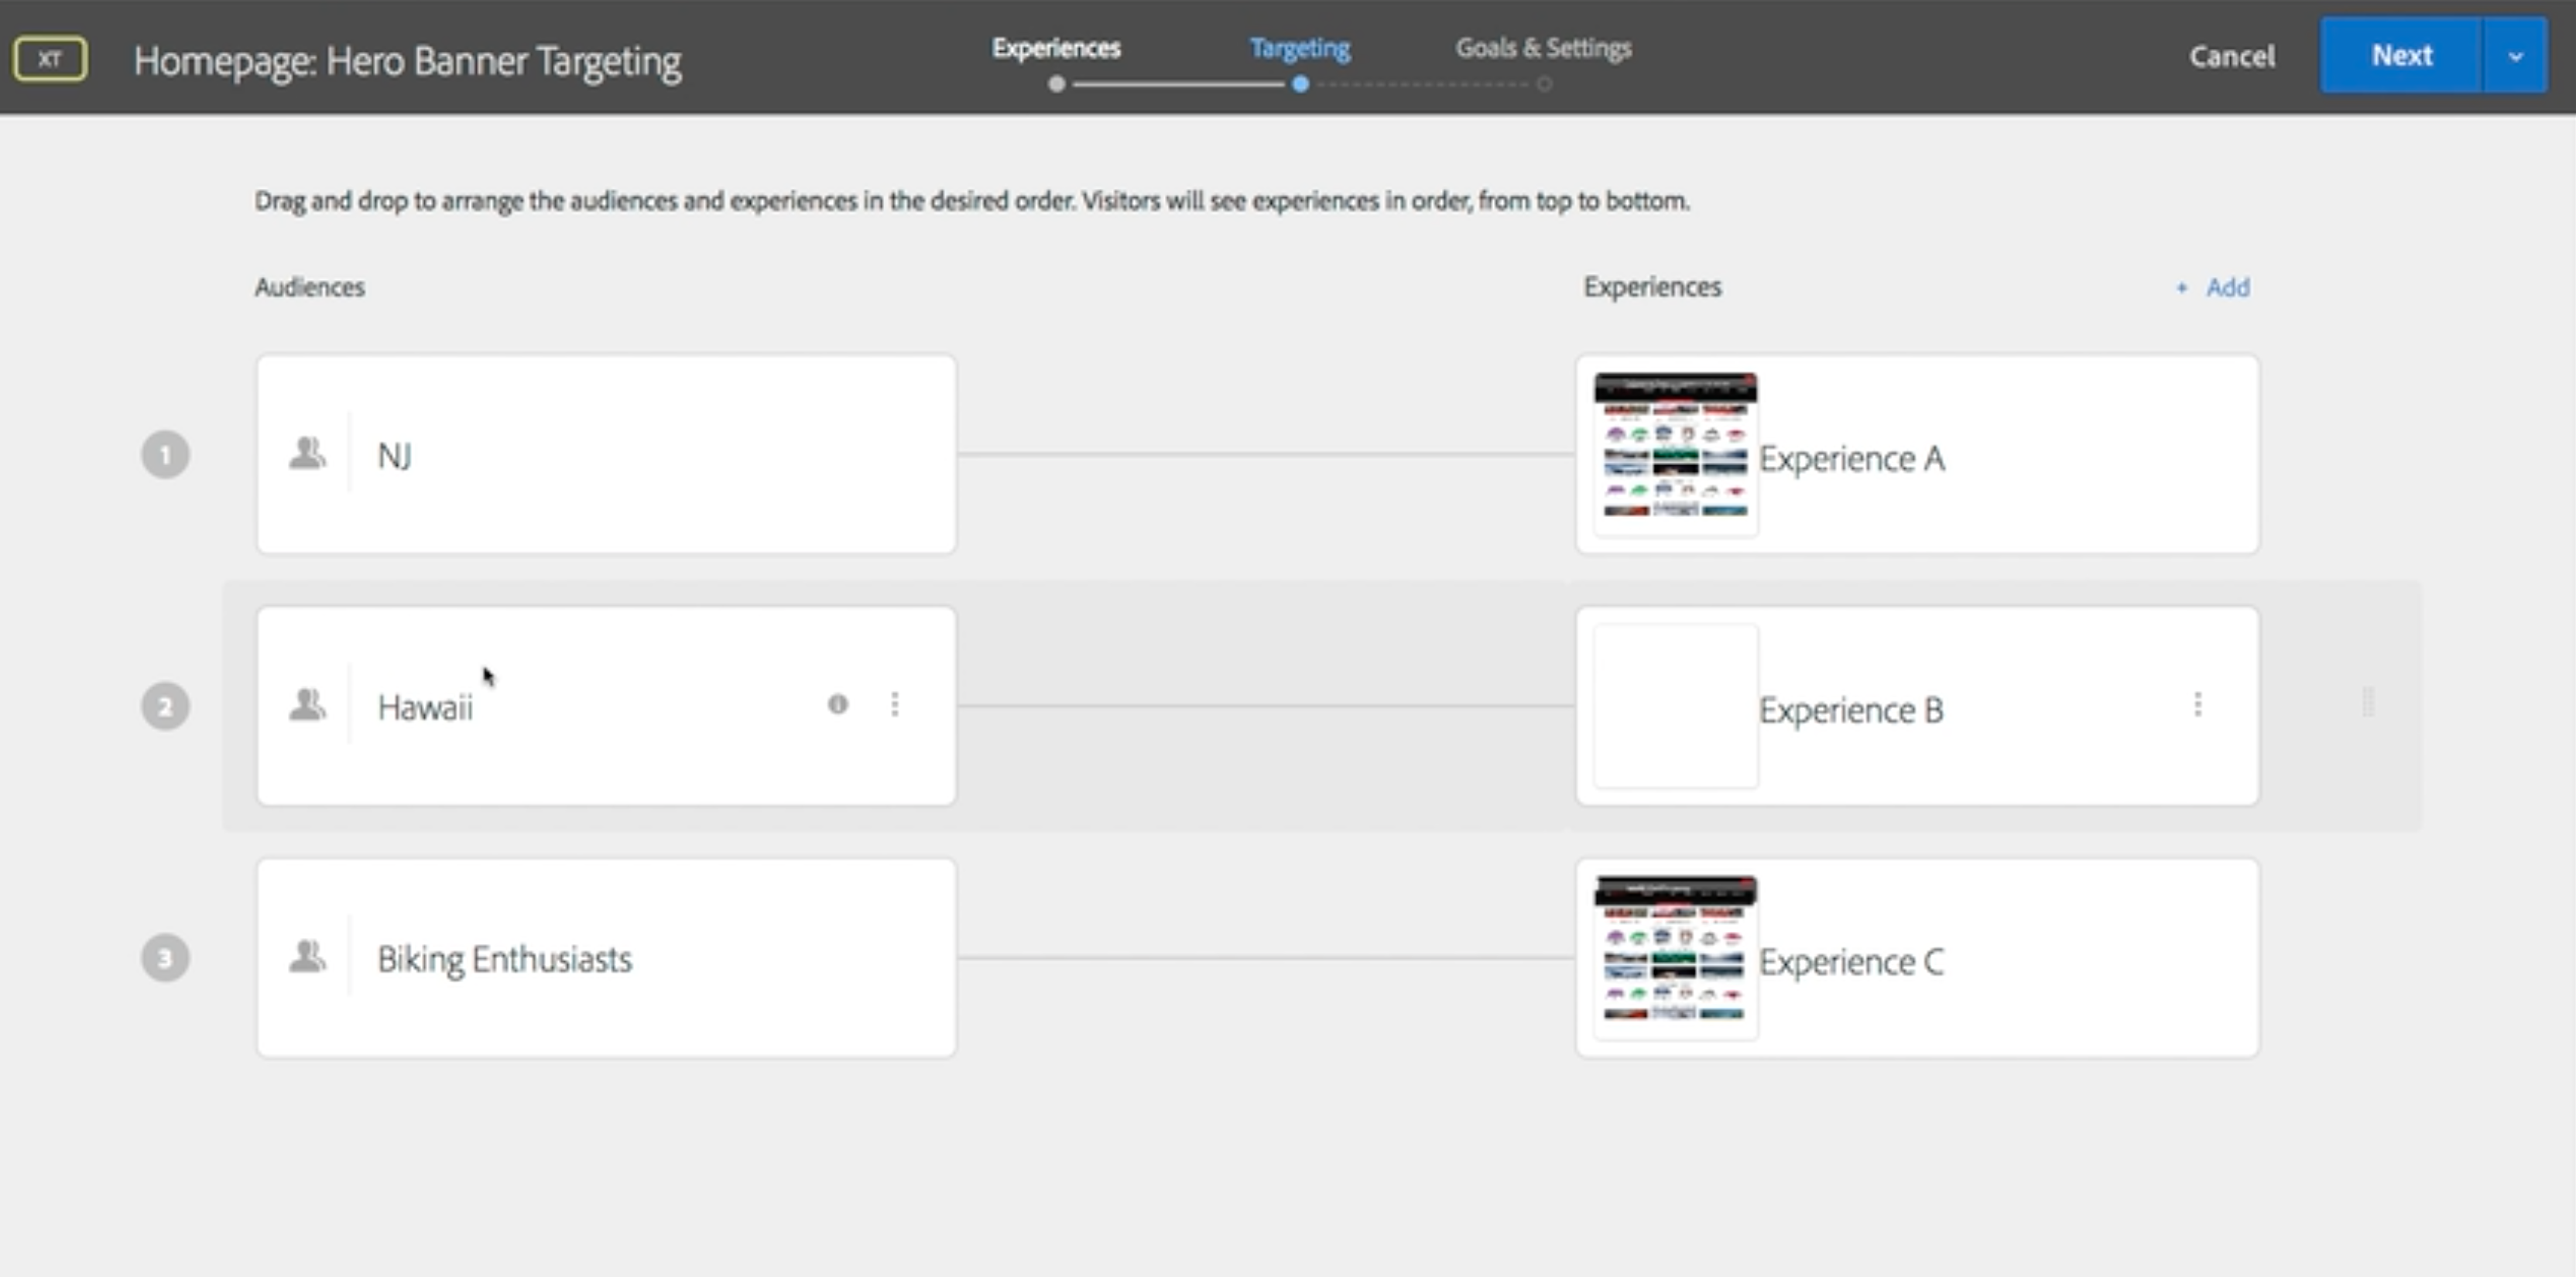 XT
Homepage: Hero Banner Targeting
Experiences
Targeting
Goals & Settings
Cancel
Next
Drag and drop to arrange the audiences and experiences in the desired order. Visitors will see experiences in order, from top to bottom.
Audiences
Experiences
+ Add
1
NJ
Experience A
2
Hawaii
Experience B
3
Biking Enthusiasts
Experience C